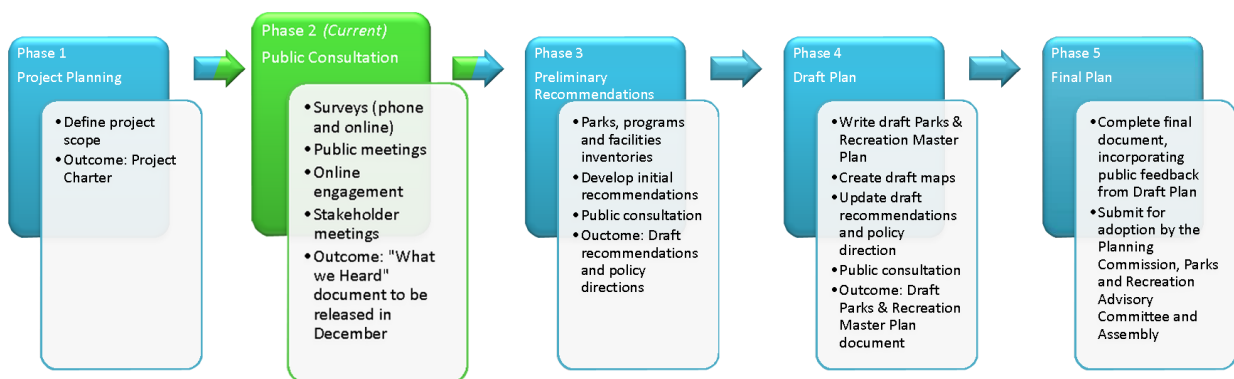 Phase 1
Project Planning
• Define project
scope
• Outcome: Project
Charter
Phase 2 (Current)
Public Consultation
• Surveys (phone
and online)
• Public meetings
• Online
engagement
• Stakeholder
meetings
• Outcome: "What
we Heard"
document to be
released in
December
Phase 3
Preliminary
Recommendations
• Parks, programs
and facilities
inventories
• Develop initial
recommendations
• Public consultation
• Ouctome: Draft
recommendations
and policy
directions
Phase 4
Draft Plan
• Write draft Parks &
Recreation Master
Plan
• Create draft maps
• Update draft
recommendations
and policy
direction
• Public consultation
• Outcome: Draft
Parks & Recreation
Master Plan
document
Phase 5
Final Plan
• Complete final
document,
incorporating
public feedback
from Draft Plan
• Submit for
adoption by the
Planning
Commission, Parks
and Recreation
Advisory
Committee and
Assembly